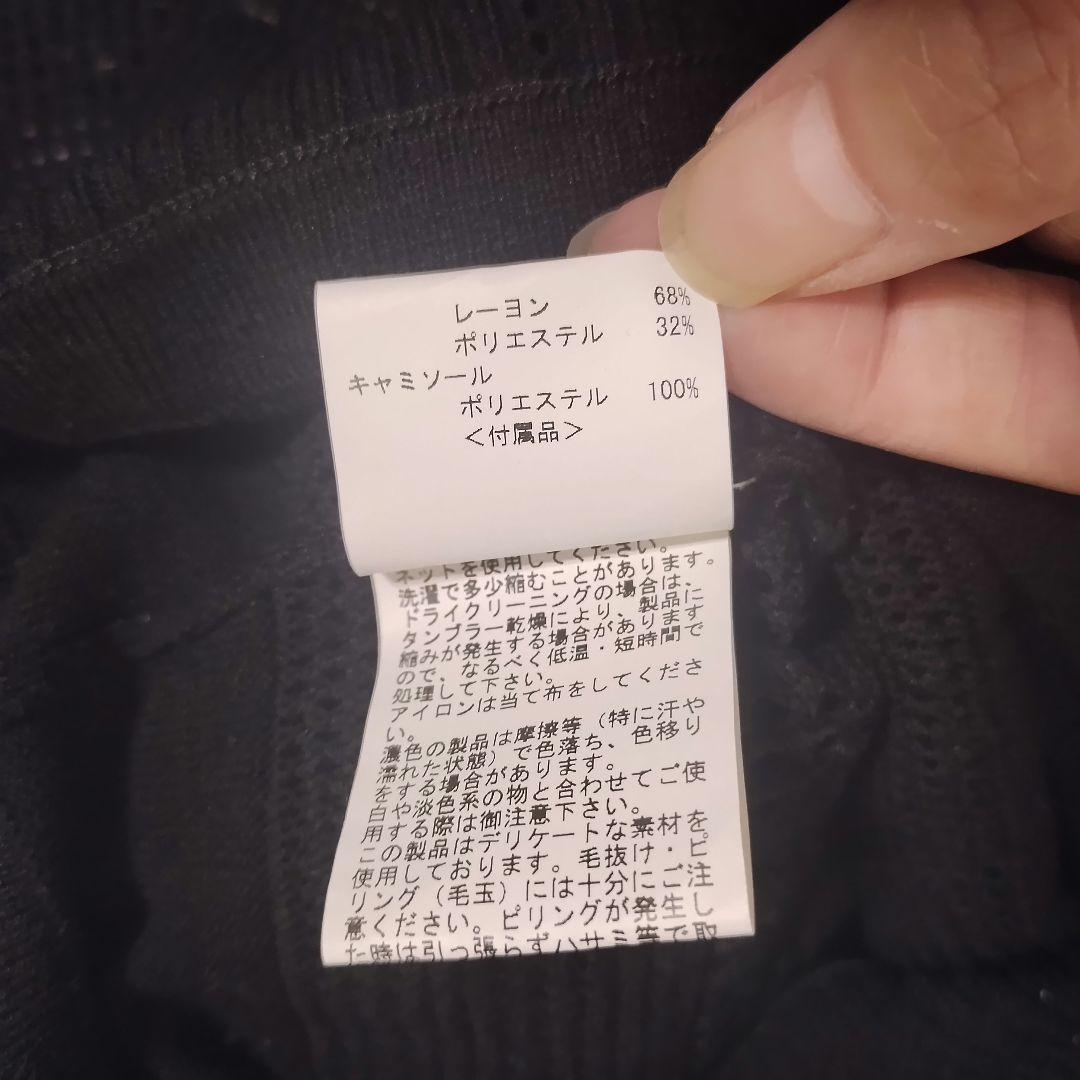 レーヨン 68%
ポリエステル 32%
キャミソール
ポリエステル 100%
<付属品>
ネットを使用してください。
洗濯で多少縮むことがあります。
ドライクリーニングの場合は、
タンブラー乾燥により、製品に
縮みが発生する場合があります
ので、なるべく低温・短時間で
処理して下さい。
アイロンは当て布をしてくださ
い。
濃色の製品は摩擦等(特に汗や
濡れた状態)で色落ち、色移り
をする場合があります。
白や淡色系の物と合わせてご使
用する際は御注意下さい。
この製品はデリケートな素材を
使用しております。毛抜け・ピ
リング(毛玉)には十分にご注
意ください。ピリングが発生し
た時は引っ張らずハサミ等で取